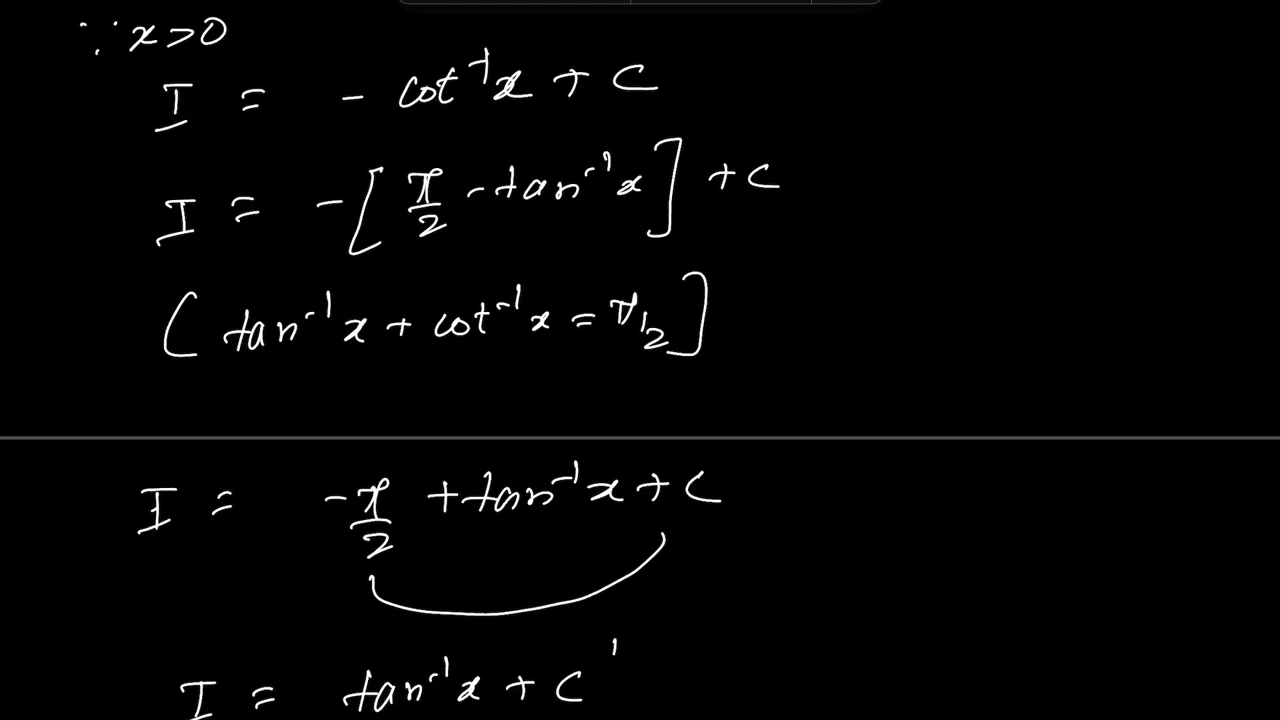 ∵ x>0
I = - cot⁻¹x + C
I = -[π/2 - tan⁻¹x] + C
( tan⁻¹x + cot⁻¹x = π/2 ]
I = -π/2 + tan⁻¹x + C
I = tan⁻¹x + C'